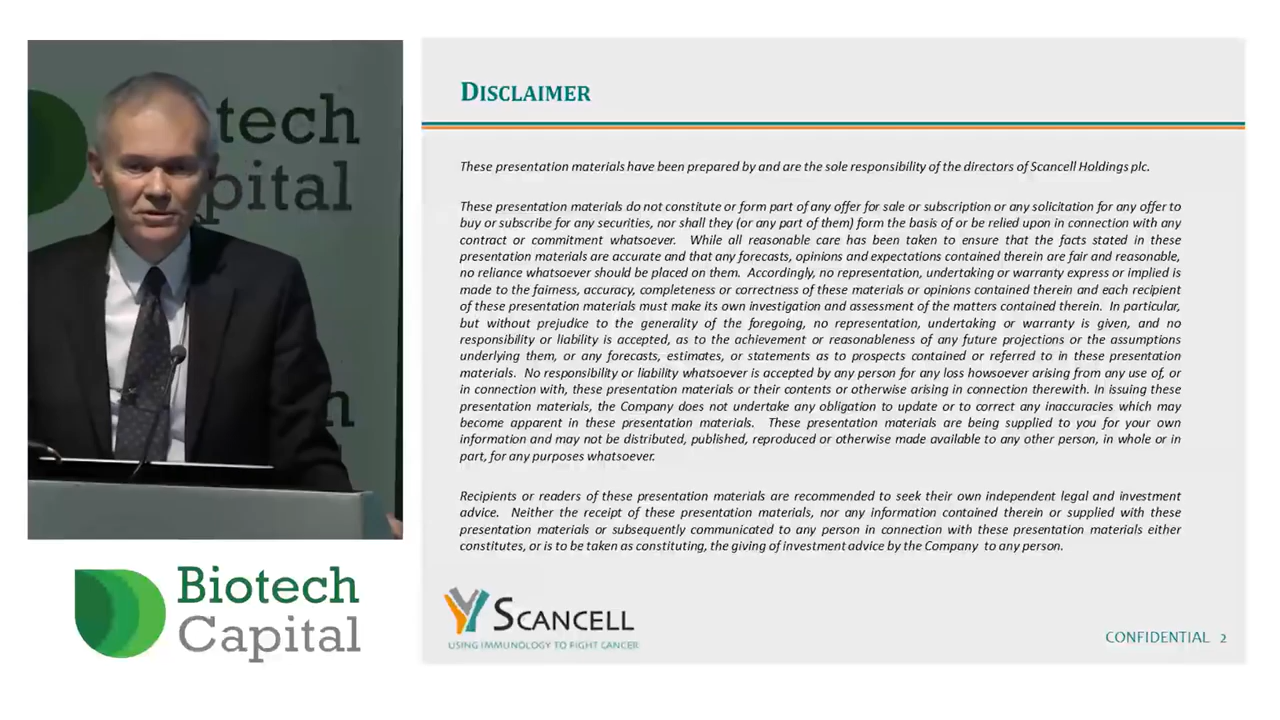 tech
pital
n
Biotech
Capital
DISCLAIMER
These presentation materials have been prepared by and are the sole responsibility of the directors of Scancell Holdings plc.
These presentation materials do not constitute or form part of any offer for sale or subscription or any solicitation for any offer to
buy or subscribe for any securities, nor shall they (or any part of them) form the basis of or be relied upon in connection with any
contract or commitment whatsoever. While all reasonable care has been taken to ensure that the facts stated in these
presentation materials are accurate and that any forecasts, opinions and expectations contained therein are fair and reasonable,
no reliance whatsoever should be placed on them. Accordingly, no representation, undertaking or warranty express or implied is
made to the fairness, accuracy, completeness or correctness of these materials or opinions contained therein and each recipient
of these presentation materials must make its own investigation and assessment of the matters contained therein. In particular,
but without prejudice to the generality of the foregoing, no representation, undertaking or warranty is given, and no
responsibility or liability is accepted, as to the achievement or reasonableness of any future projections or the assumptions
underlying them, or any forecasts, estimates, or statements as to prospects contained or referred to in these presentation
materials. No responsibility or liability whatsoever is accepted by any person for any loss howsoever arising from any use of, or
in connection with, these presentation materials or their contents or otherwise arising in connection therewith. In issuing these
presentation materials, the Company does not undertake any obligation to update or to correct any inaccuracies which may
become apparent in these presentation materials. These presentation materials are being supplied to you for your own
information and may not be distributed, published, reproduced or otherwise made available to any other person, in whole or in
part, for any purposes whatsoever.
Recipients or readers of these presentation materials are recommended to seek their own independent legal and investment
advice. Neither the receipt of these presentation materials, nor any information contained therein or supplied with these
presentation materials or subsequently communicated to any person in connection with these presentation materials either
constitutes, or is to be taken as constituting, the giving of investment advice by the Company to any person.
SCANCELL
USING IMMUNOLOGY TO FIGHT CANCER
CONFIDENTIAL 2